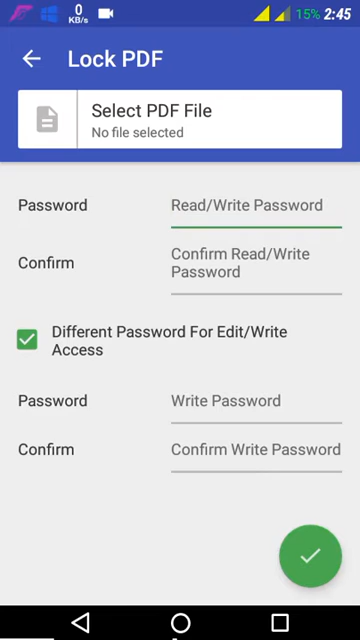 0
KB/s
15% 2:45
Lock PDF
Select PDF File
No file selected
Password
Read/Write Password
Confirm
Confirm Read/Write
Password
Different Password For Edit/Write
Access
Password
Write Password
Confirm
Confirm Write Password